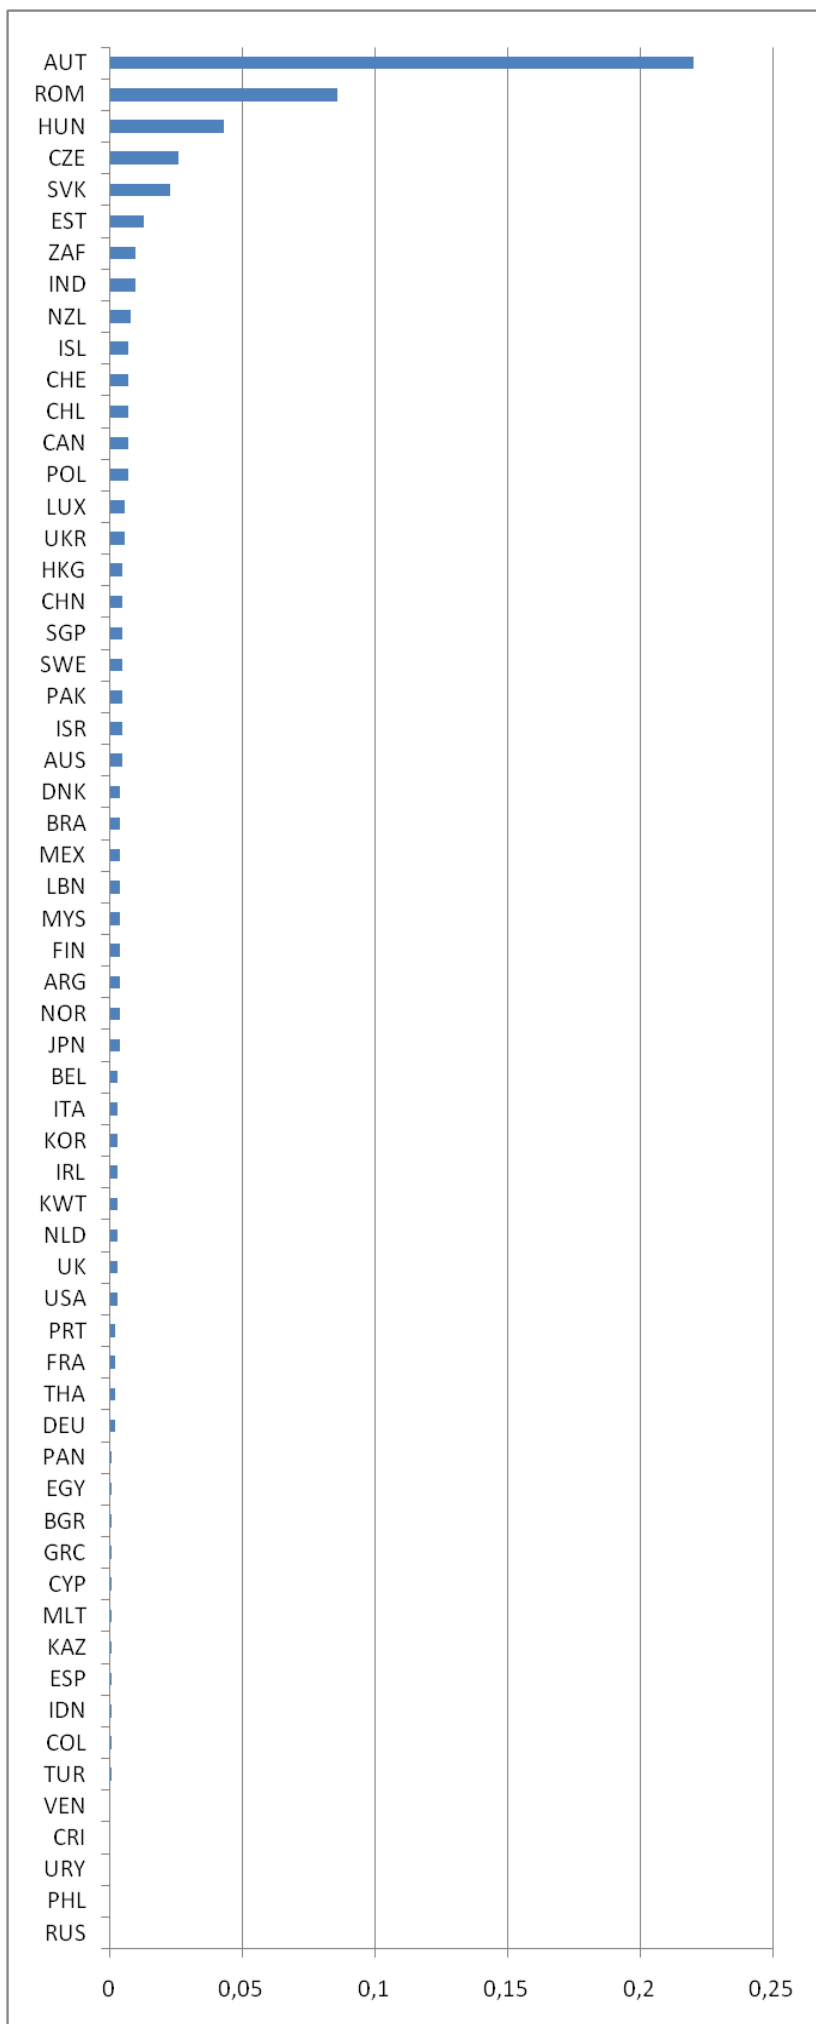 AUT
ROM
HUN
CZE
SVK
EST
ZAF
IND
NZL
ISL
CHE
CHL
CAN
POL
LUX
UKR
HKG
CHN
SGP
SWE
PAK
ISR
AUS
DNK
BRA
MEX
LBN
MYS
FIN
ARG
NOR
JPN
BEL
ITA
KOR
IRL
KWT
NLD
UK
USA
PRT
FRA
THA
DEU
PAN
EGY
BGR
GRC
CYP
MLT
KAZ
ESP
IDN
COL
TUR
VEN
CRI
URY
PHL
RUS
0 0,05 0,1 0,15 0,2 0,25